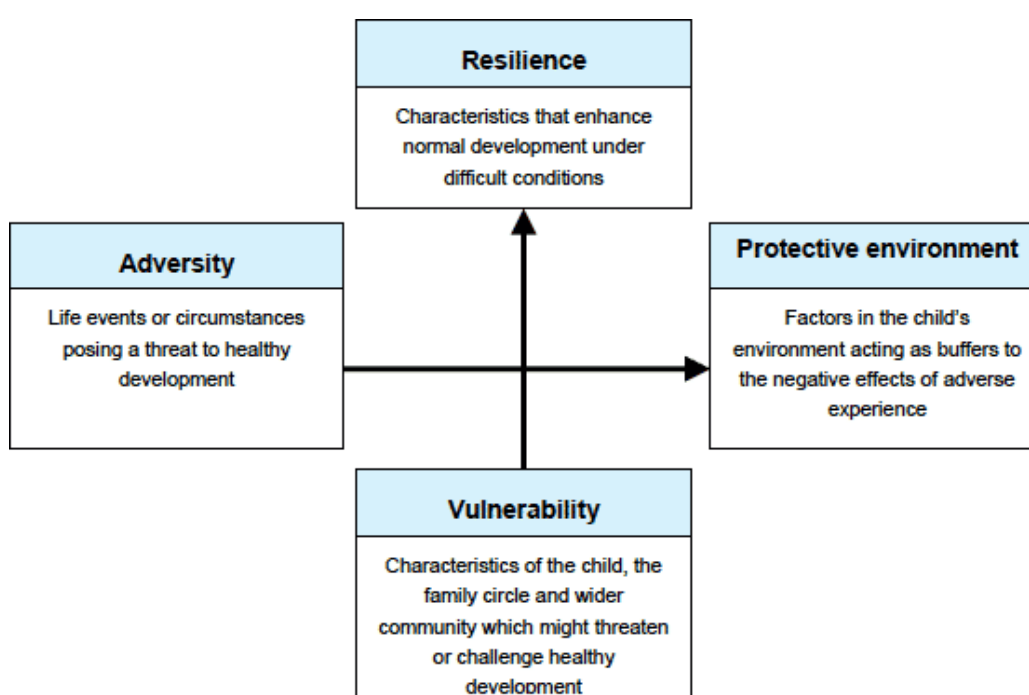 Resilience
Characteristics that enhance
normal development under
difficult conditions
Adversity
Life events or circumstances
posing a threat to healthy
development
Protective environment
Factors in the child's
environment acting as buffers to
the negative effects of adverse
experience
Vulnerability
Characteristics of the child, the
family circle and wider
community which might threaten
or challenge healthy
development